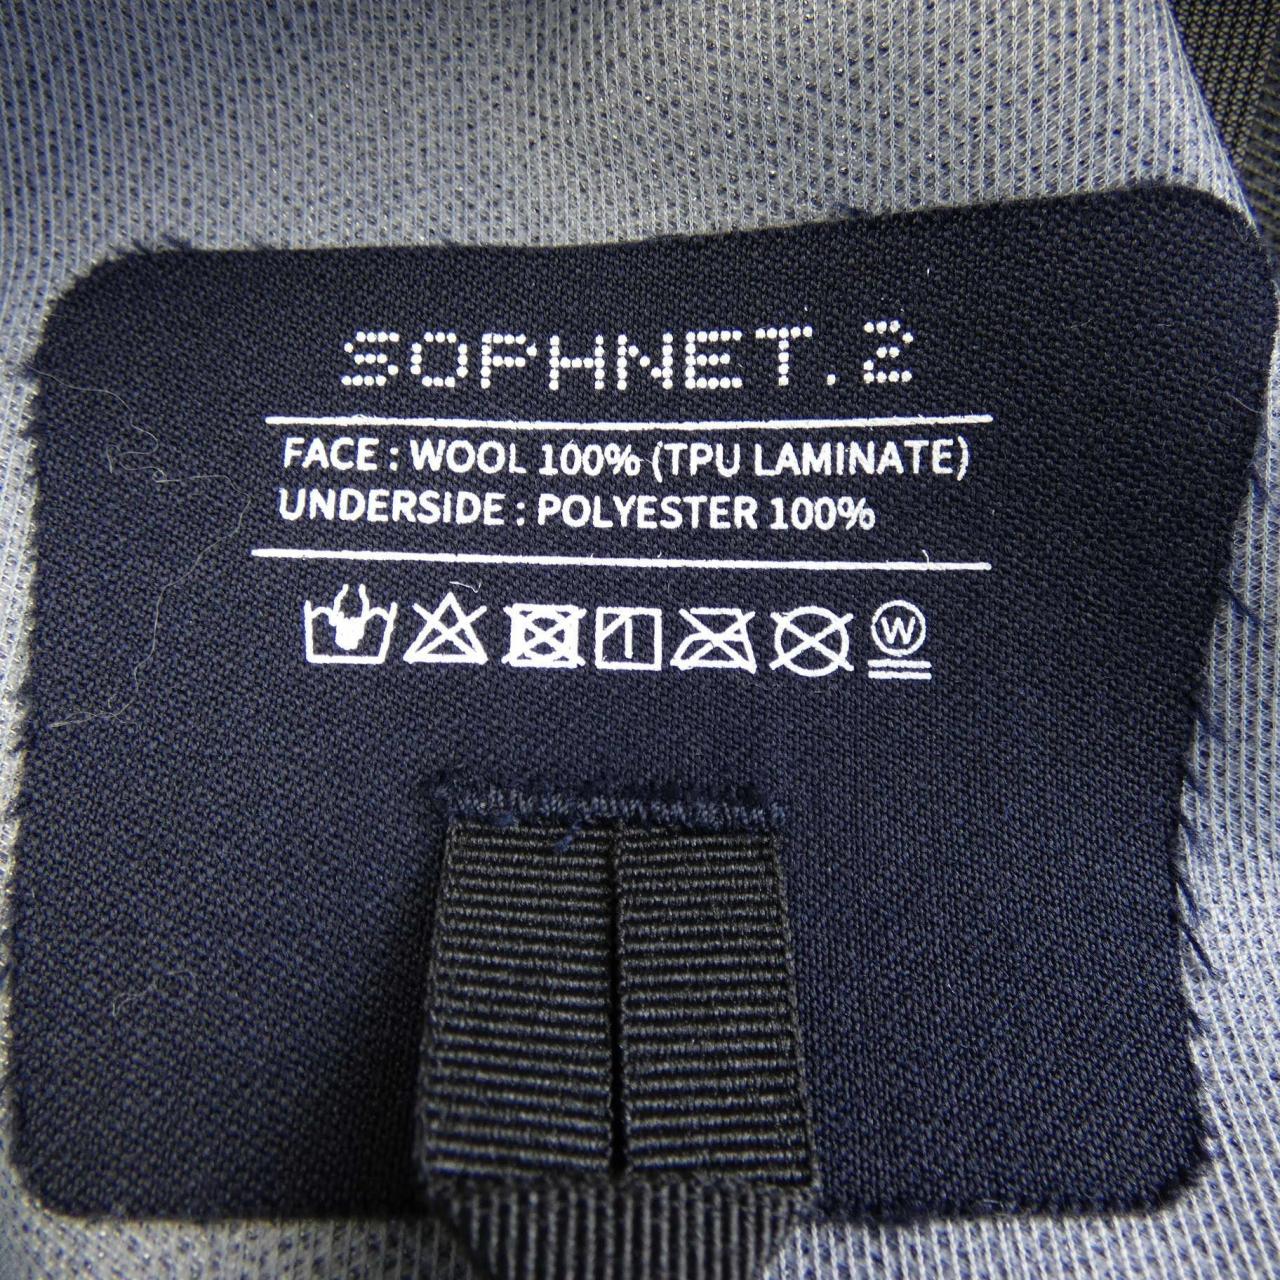 SOPHNET.2
FACE : WOOL 100% (TPU LAMINATE)
UNDERSIDE : POLYESTER 100%
W